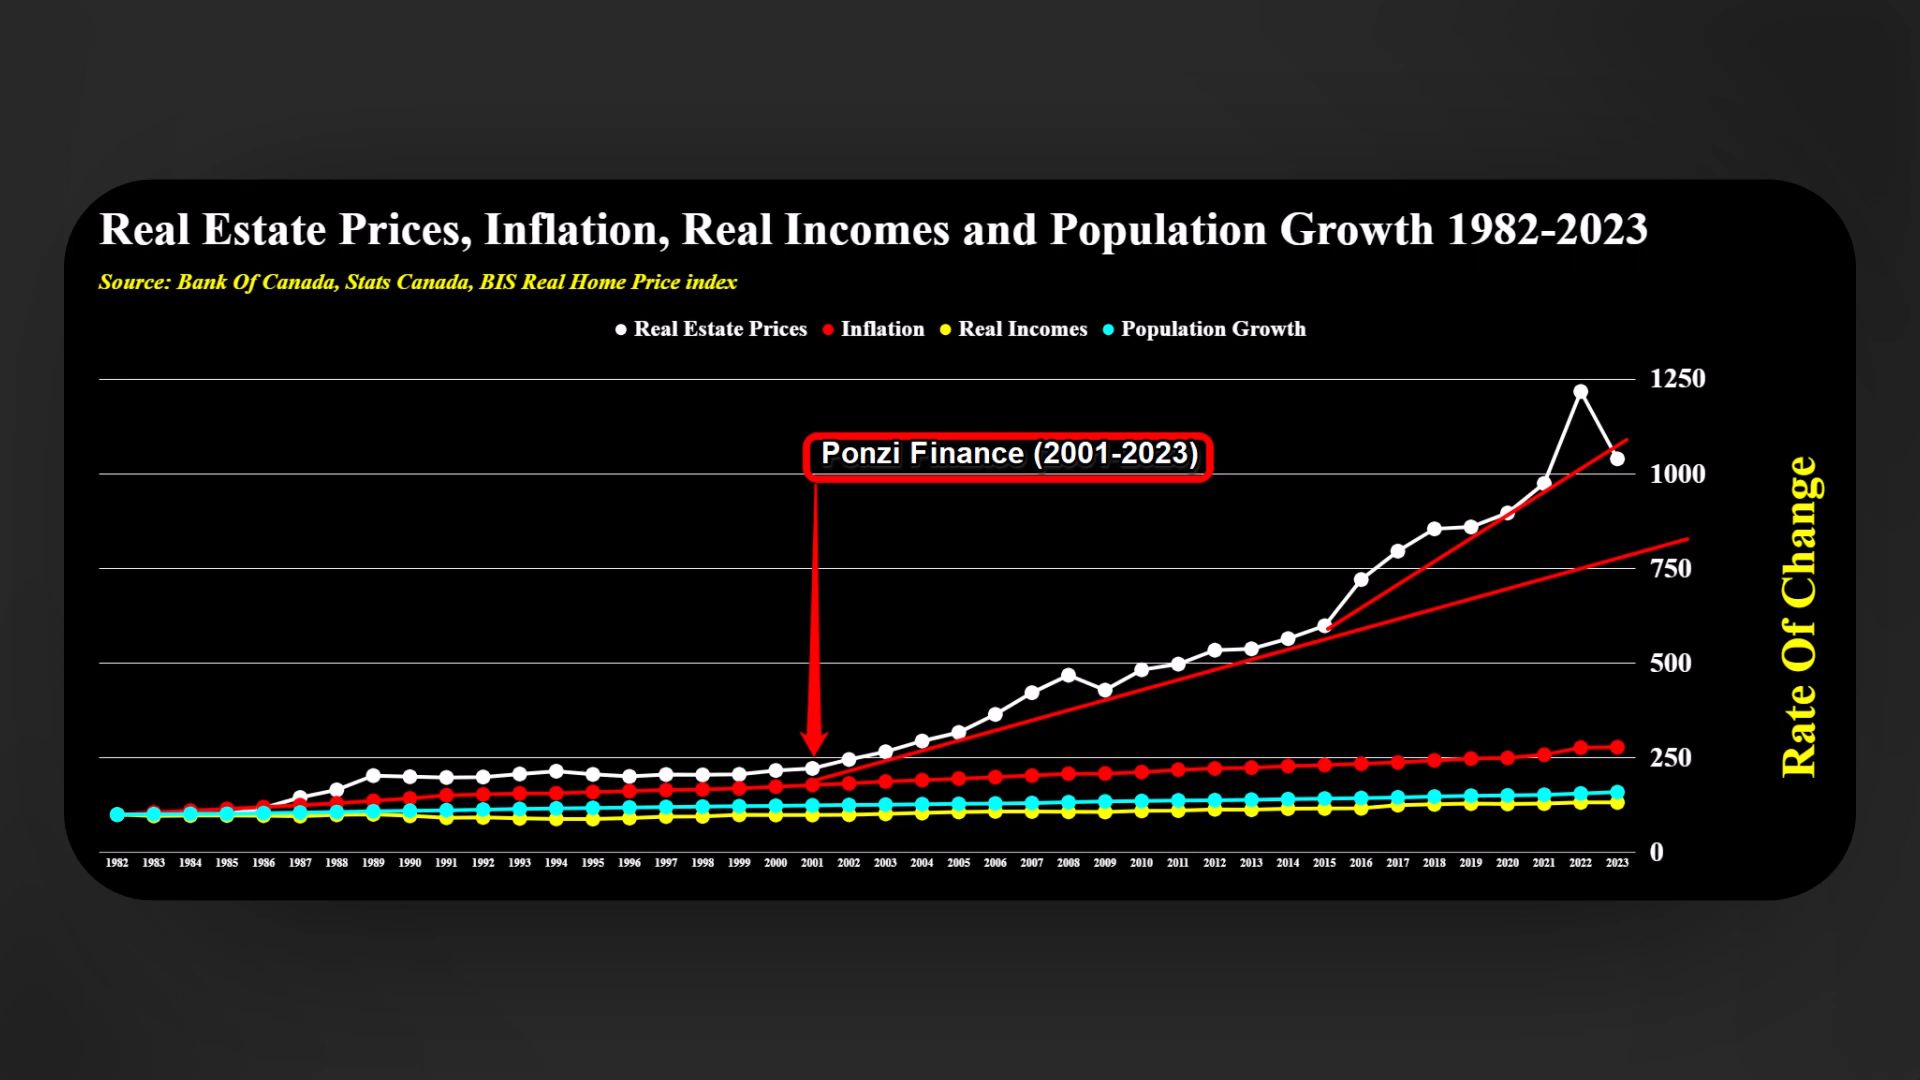 Real Estate Prices, Inflation, Real Incomes and Population Growth 1982-2023
Source: Bank Of Canada, Stats Canada, BIS Real Home Price index
Real Estate Prices Inflation Real Incomes Population Growth
1250
Ponzi Finance (2001-2023)
1000
750
500
250
0
Rate Of Change
1982 1983 1984 1985 1986 1987 1988 1989 1990 1991 1992 1993 1994 1995 1996 1997 1998 1999 2000 2001 2002 2003 2004 2005 2006 2007 2008 2009 2010 2011 2012 2013 2014 2015 2016 2017 2018 2019 2020 2021 2022 2023